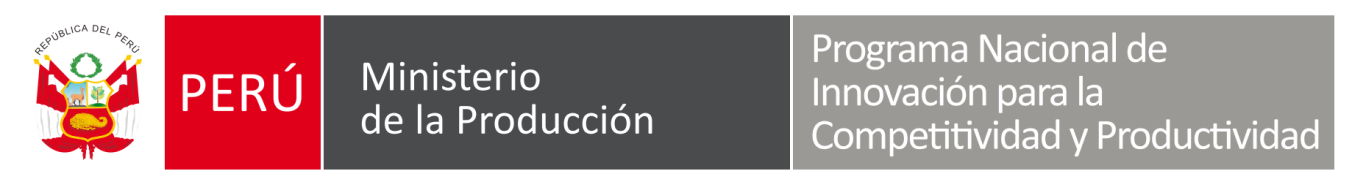 REPÚBLICA DEL PERÚ
PERÚ
Ministerio
de la Producción
Programa Nacional de
Innovación para la
Competitividad y Productividad